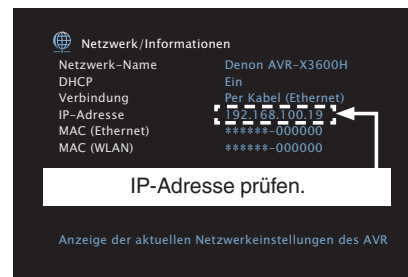 Netzwerk/Informationen
Netzwerk-Name Denon AVR-X3600H
DHCP Ein
Verbindung Per Kabel (Ethernet)
IP-Adresse 192.168.100.19
MAC (Ethernet) ******-000000
MAC (WLAN) ******-000000
IP-Adresse prüfen.
Anzeige der aktuellen Netzwerkeinstellungen des AVR